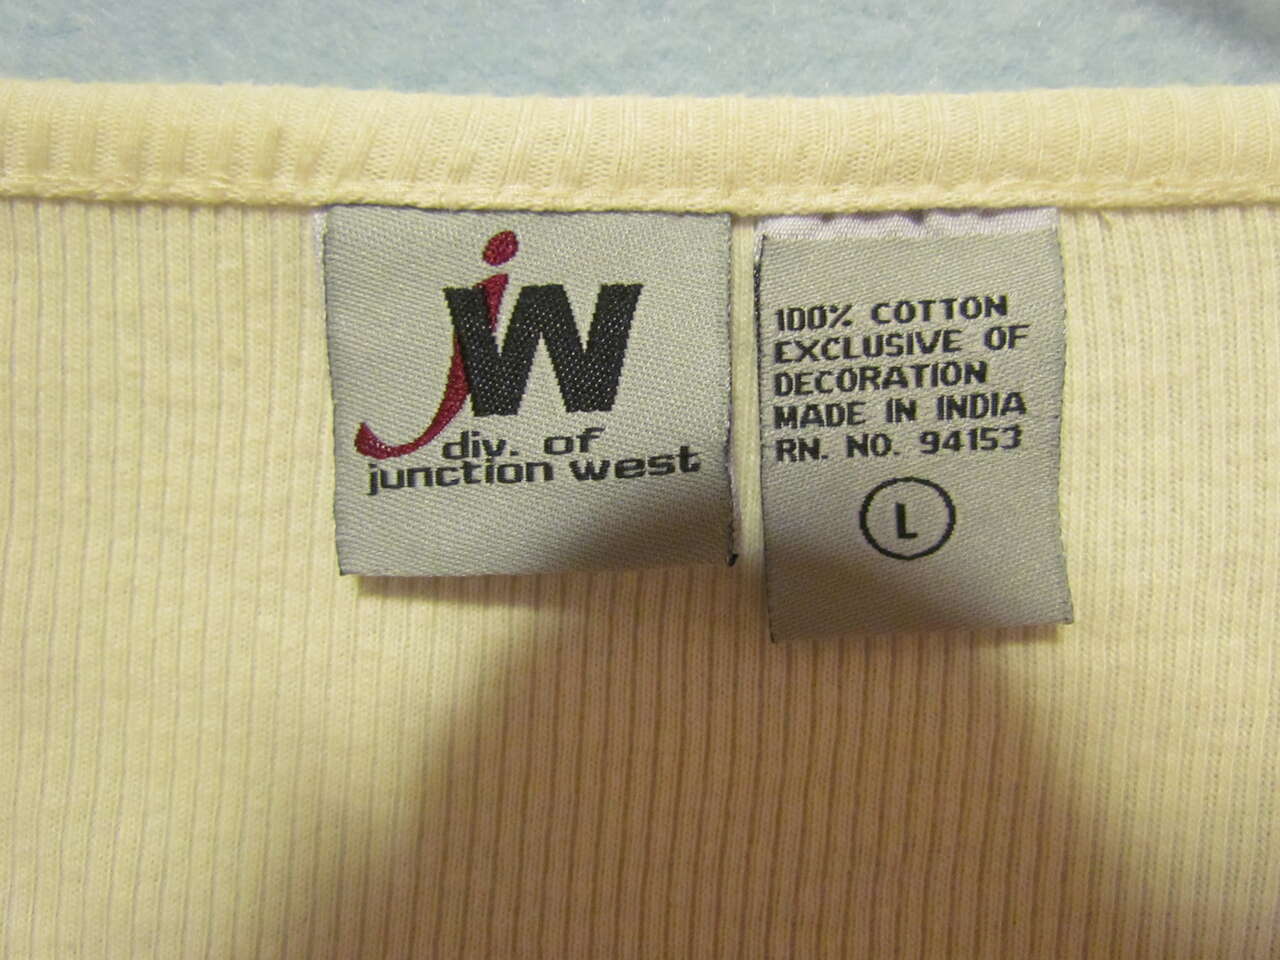 jW
div. of
junction west
100% COTTON
EXCLUSIVE OF
DECORATION
MADE IN INDIA
RN. NO. 94153
L